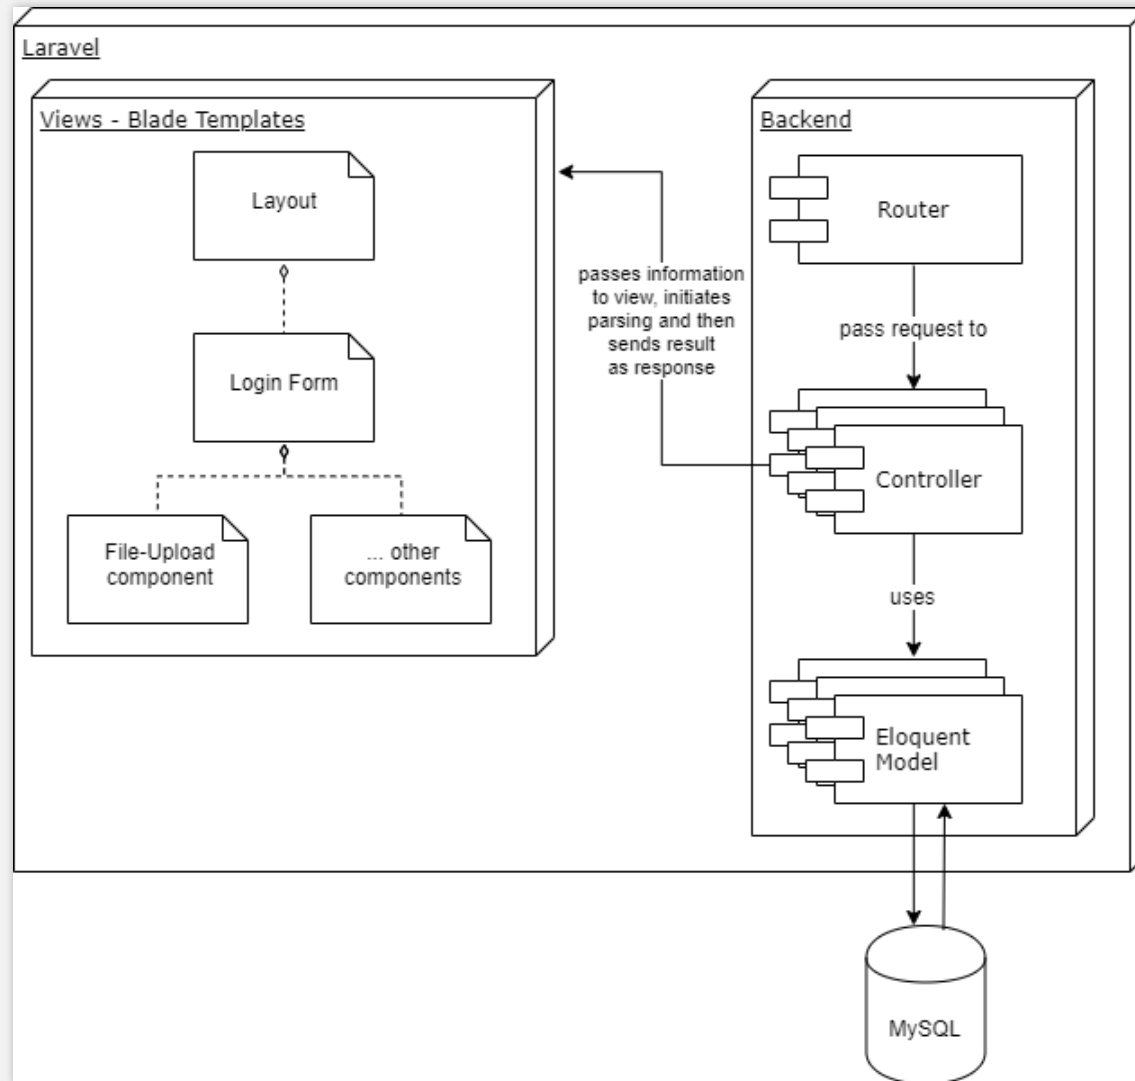 Laravel
Views - Blade Templates
Layout
Login Form
File-Upload
component
... other
components
passes information
to view, initiates
parsing and then
sends result
as response
Backend
Router
pass request to
Controller
uses
Eloquent
Model
MySQL